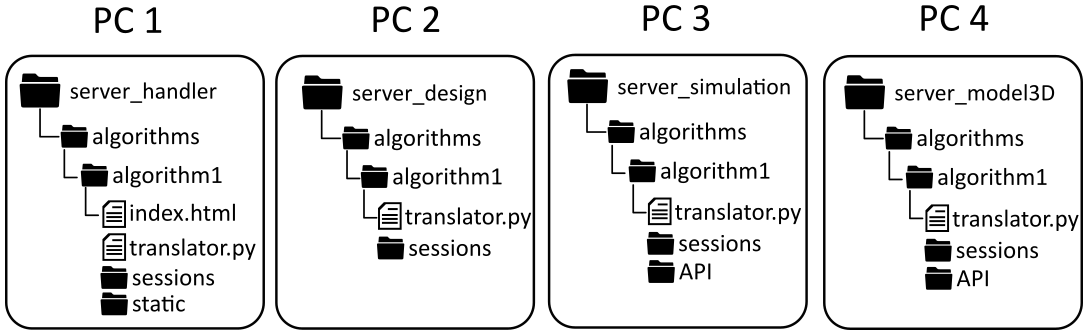 PC 1
server_handler
algorithms
algorithm1
index.html
translator.py
sessions
static
PC 2
server_design
algorithms
algorithm1
translator.py
sessions
PC 3
server_simulation
algorithms
algorithm1
translator.py
sessions
API
PC 4
server_model3D
algorithms
algorithm1
translator.py
sessions
API